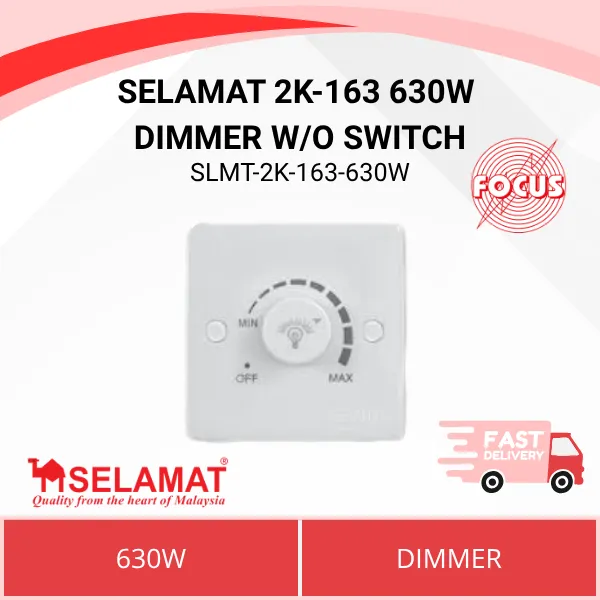 SELAMAT 2K-163 630W
DIMMER W/O SWITCH
SLMT-2K-163-630W
FOCUS
MIN
OFF
MAX
FAST
DELIVERY
SELAMAT®
Quality from the heart of Malaysia
630W
DIMMER